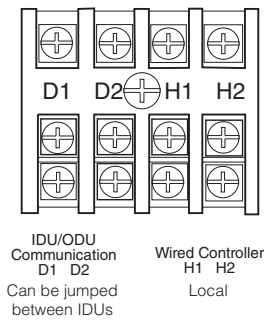 D1 D2 H1 H2
IDU/ODU
Communication
D1 D2
Can be jumped
between IDUs
Wired Controller
H1 H2
Local